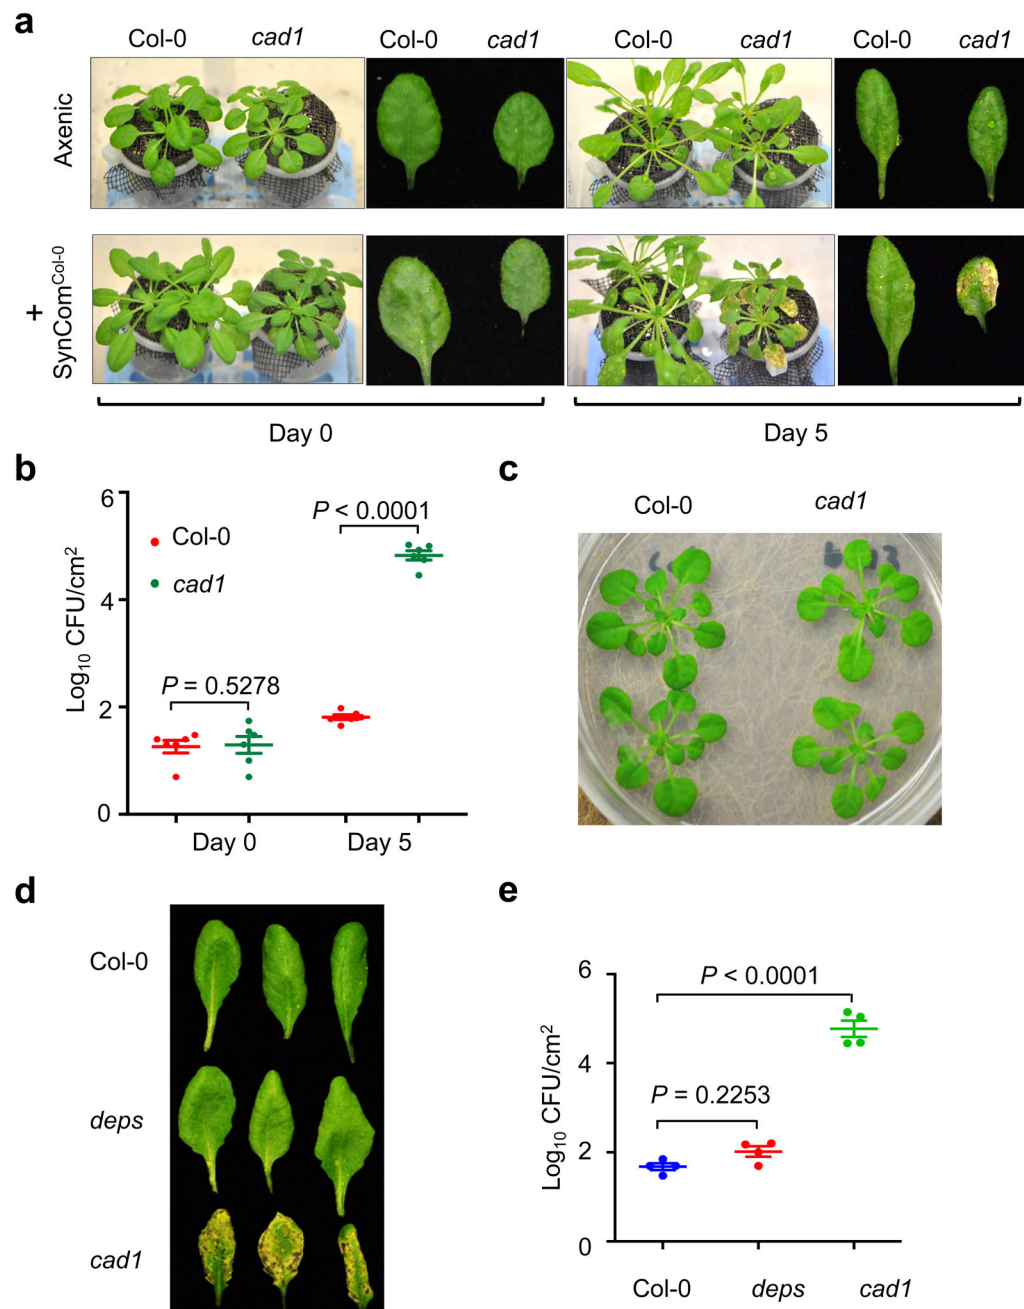 a
Col-0 cad1 Col-0 cad1 Col-0 cad1 Col-0 cad1
Axenic
+ SynComCol-0
Day 0 Day 5
b
6
4
2
0
Log10 CFU/cm2
Col-0
cad1
P < 0.0001
P = 0.5278
Day 0 Day 5
c
Col-0 cad1
d
Col-0
deps
cad1
e
6
4
2
0
Log10 CFU/cm2
P < 0.0001
P = 0.2253
Col-0 deps cad1